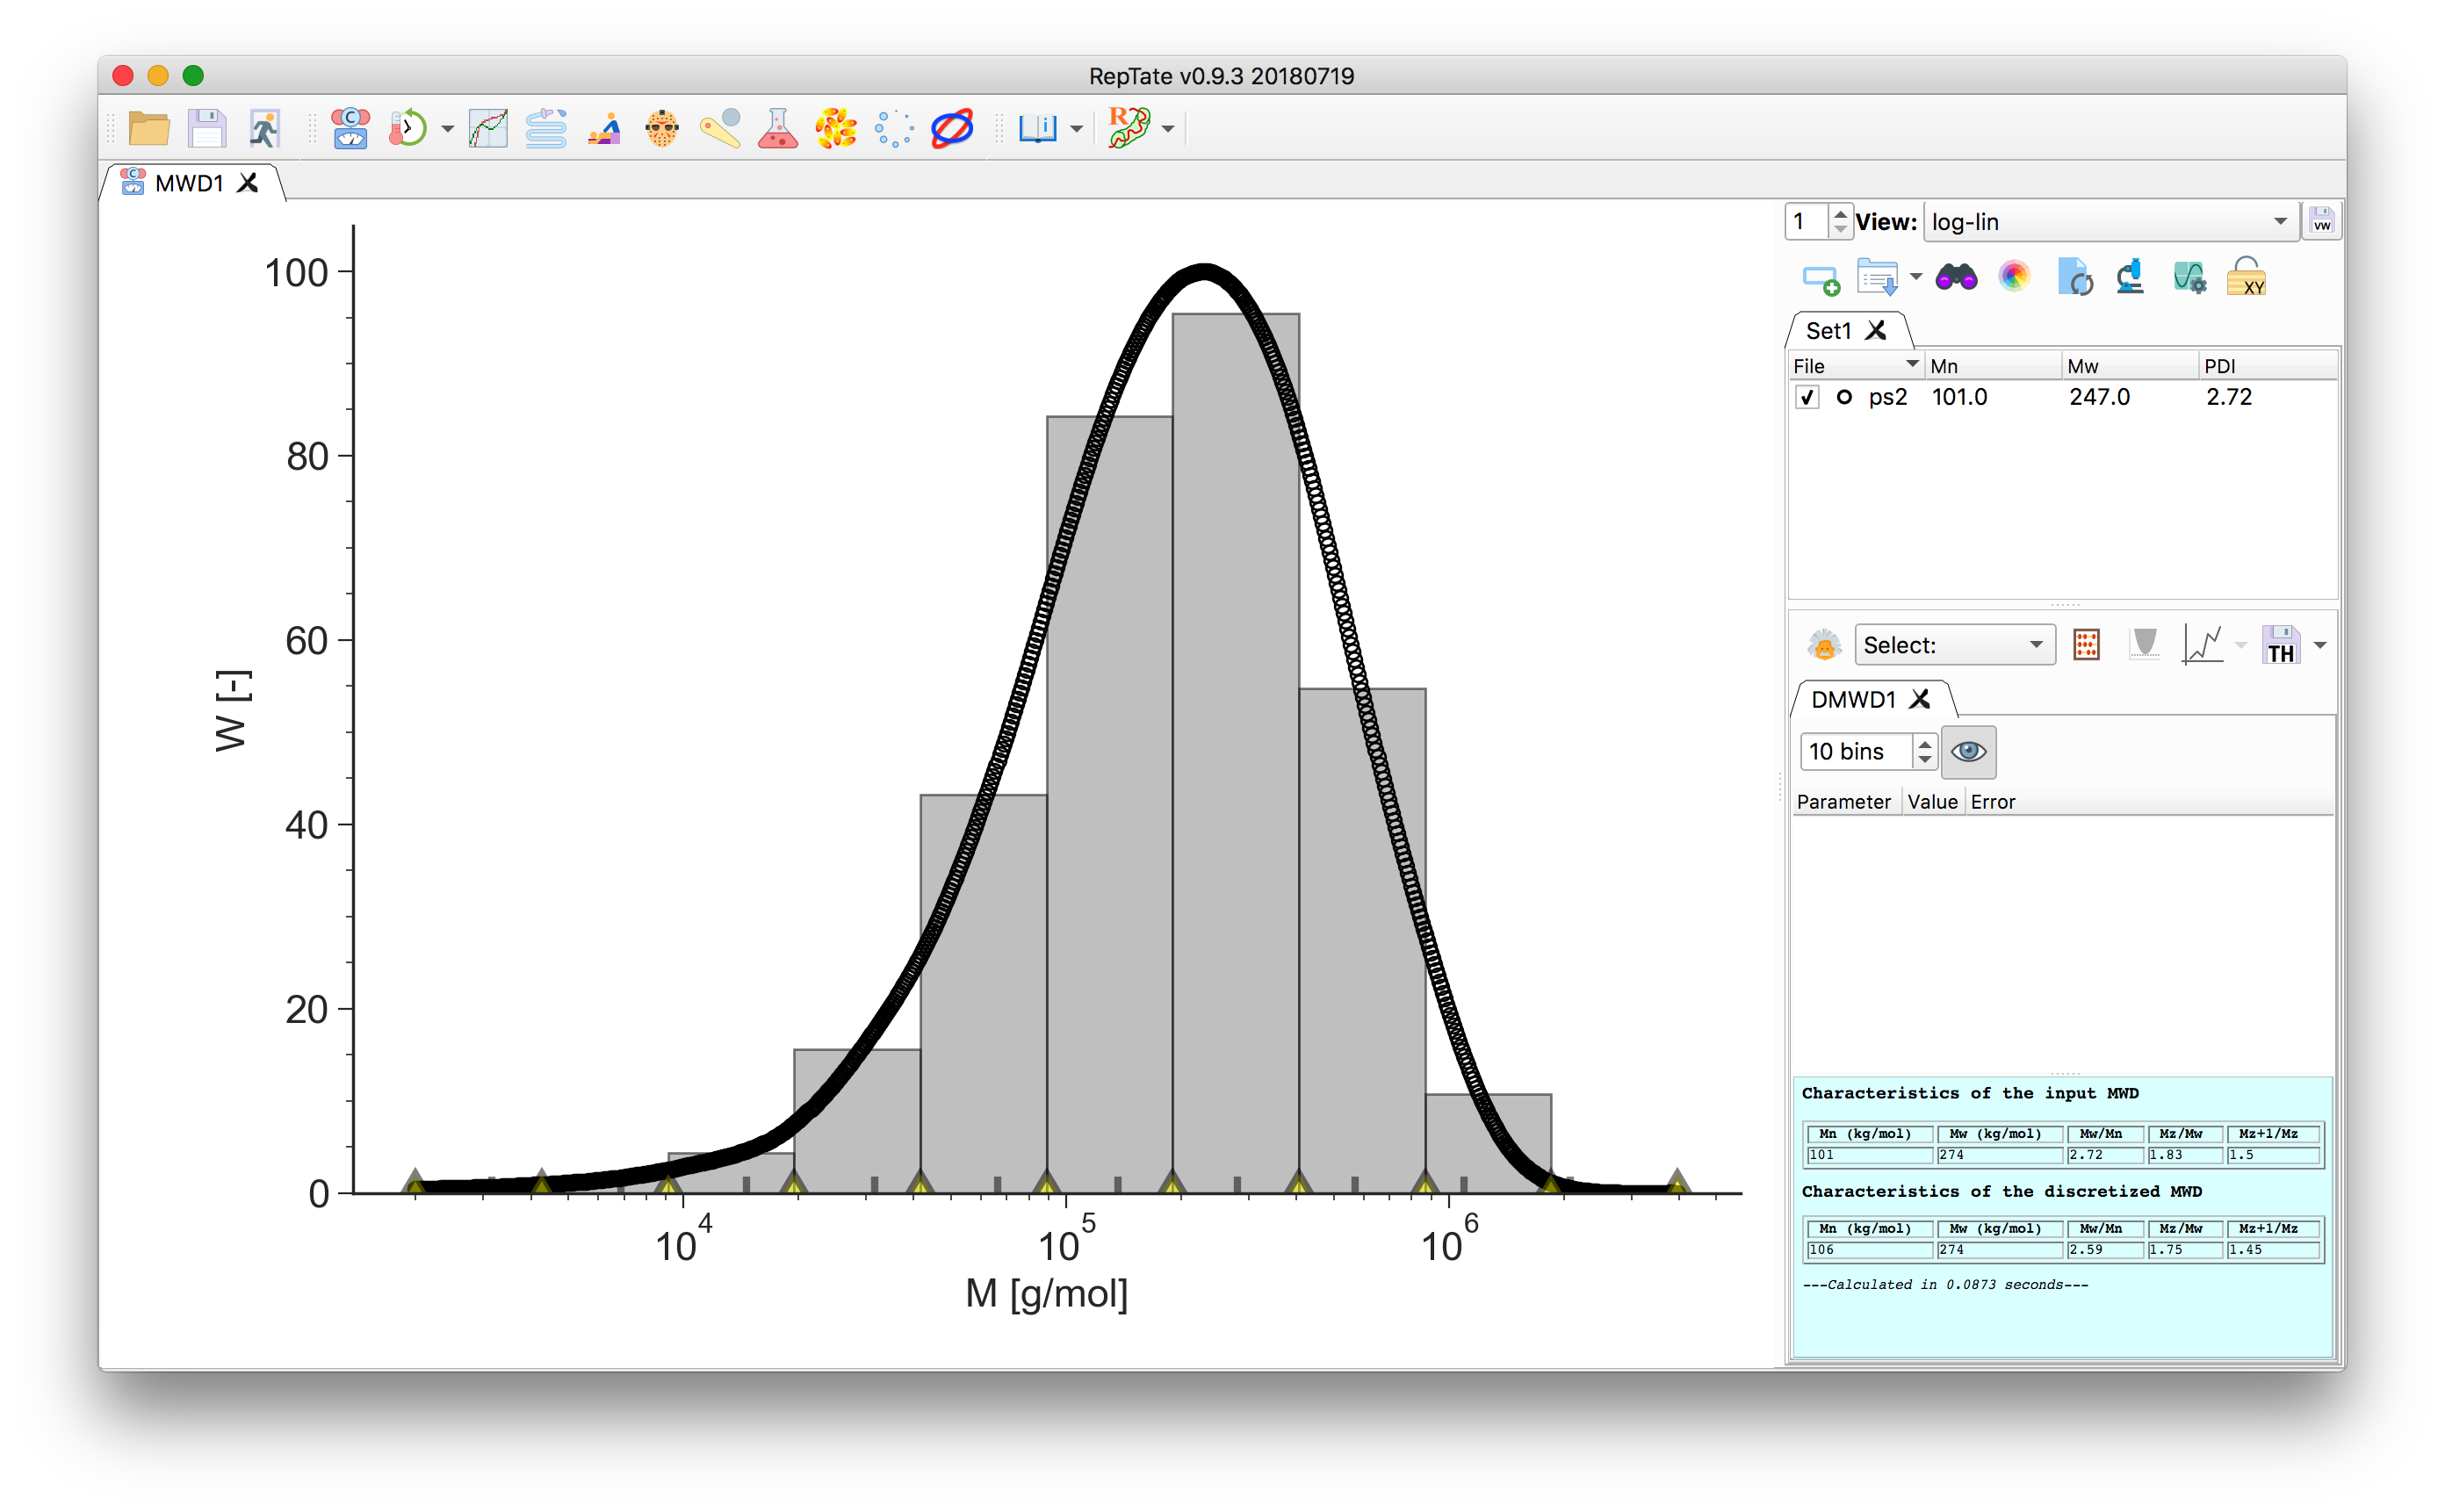 RepTate v0.9.3 20180719
C
i
R
C
MWD1
1
View:
log-lin
VW
XY
Set1
File Mn Mw PDI
ps2 101.0 247.0 2.72
Select:
TH
DMWD1
10 bins
Parameter Value Error
Characteristics of the input MWD
Mn (kg/mol) Mw (kg/mol) Mw/Mn Mz/Mw Mz+1/Mz
101 274 2.72 1.83 1.5
Characteristics of the discretized MWD
Mn (kg/mol) Mw (kg/mol) Mw/Mn Mz/Mw Mz+1/Mz
106 274 2.59 1.75 1.45
---Calculated in 0.0873 seconds---
100
80
60
40
20
0
W [-]
10^4 10^5 10^6
M [g/mol]